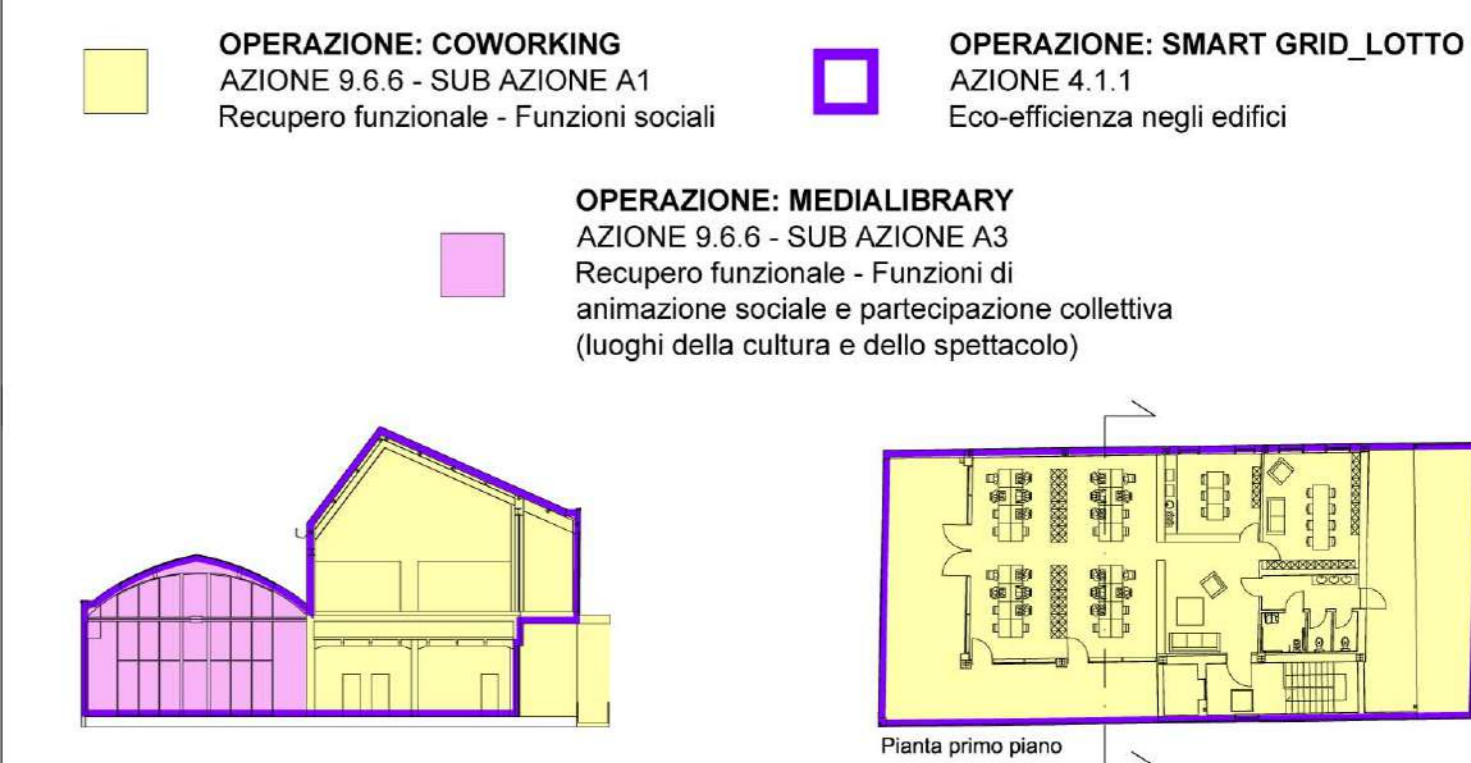 OPERAZIONE: COWORKING
AZIONE 9.6.6 - SUB AZIONE A1
Recupero funzionale - Funzioni sociali
OPERAZIONE: SMART GRID_LOTTO
AZIONE 4.1.1
Eco-efficienza negli edifici
OPERAZIONE: MEDIALIBRARY
AZIONE 9.6.6 - SUB AZIONE A3
Recupero funzionale - Funzioni di
animazione sociale e partecipazione collettiva
(luoghi della cultura e dello spettacolo)
Pianta primo piano